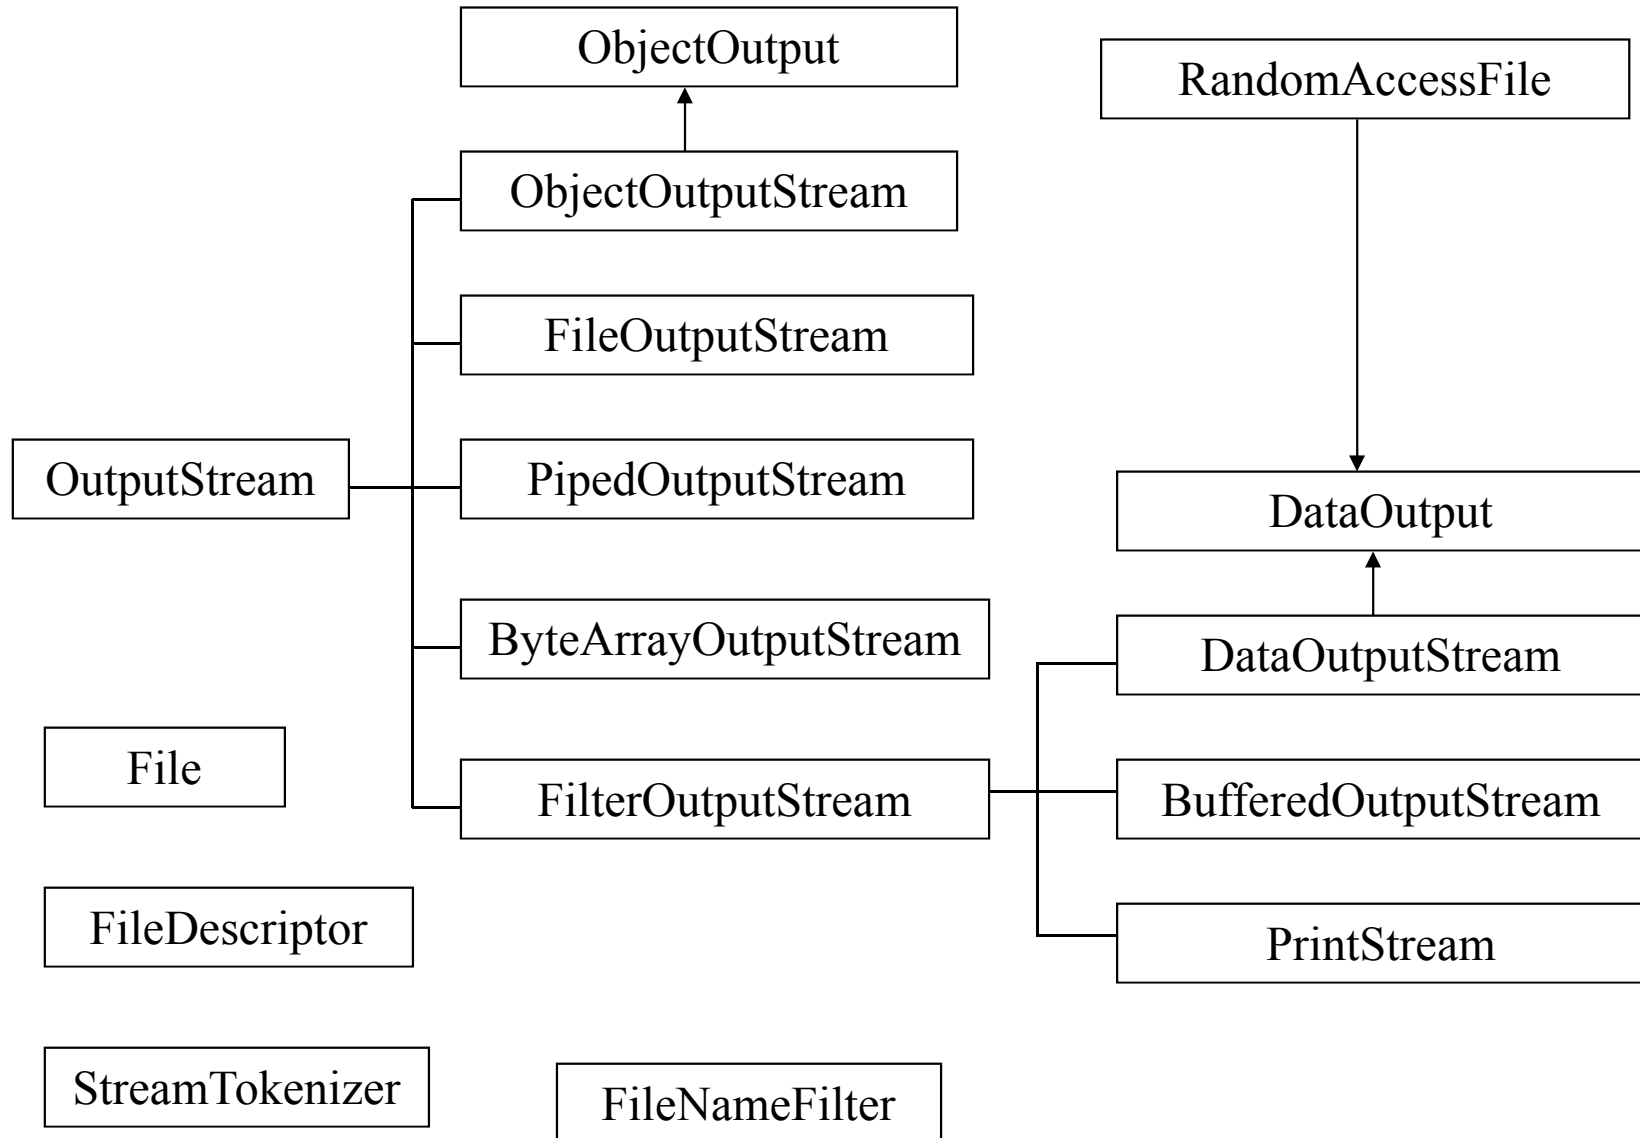 ObjectOutput
RandomAccessFile
ObjectOutputStream
FileOutputStream
OutputStream
PipedOutputStream
DataOutput
ByteArrayOutputStream
DataOutputStream
File
FilterOutputStream
BufferedOutputStream
FileDescriptor
PrintStream
StreamTokenizer
FileNameFilter